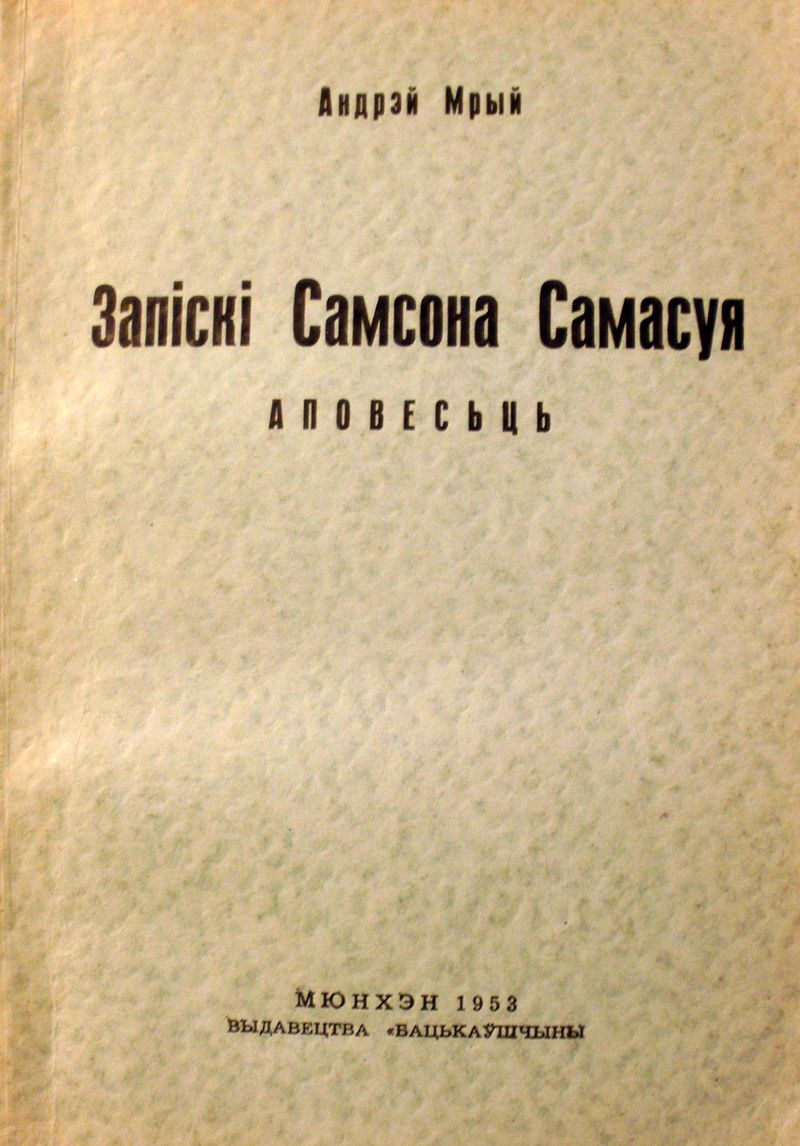 Андрэй Мрый
Запіскі Самсона Самасуя
АПОВЕСЬЦЬ
МЮНХЭН 1953
ВЫДАВЕЦТВА «БАЦЬКАЎШЧЫНЫ